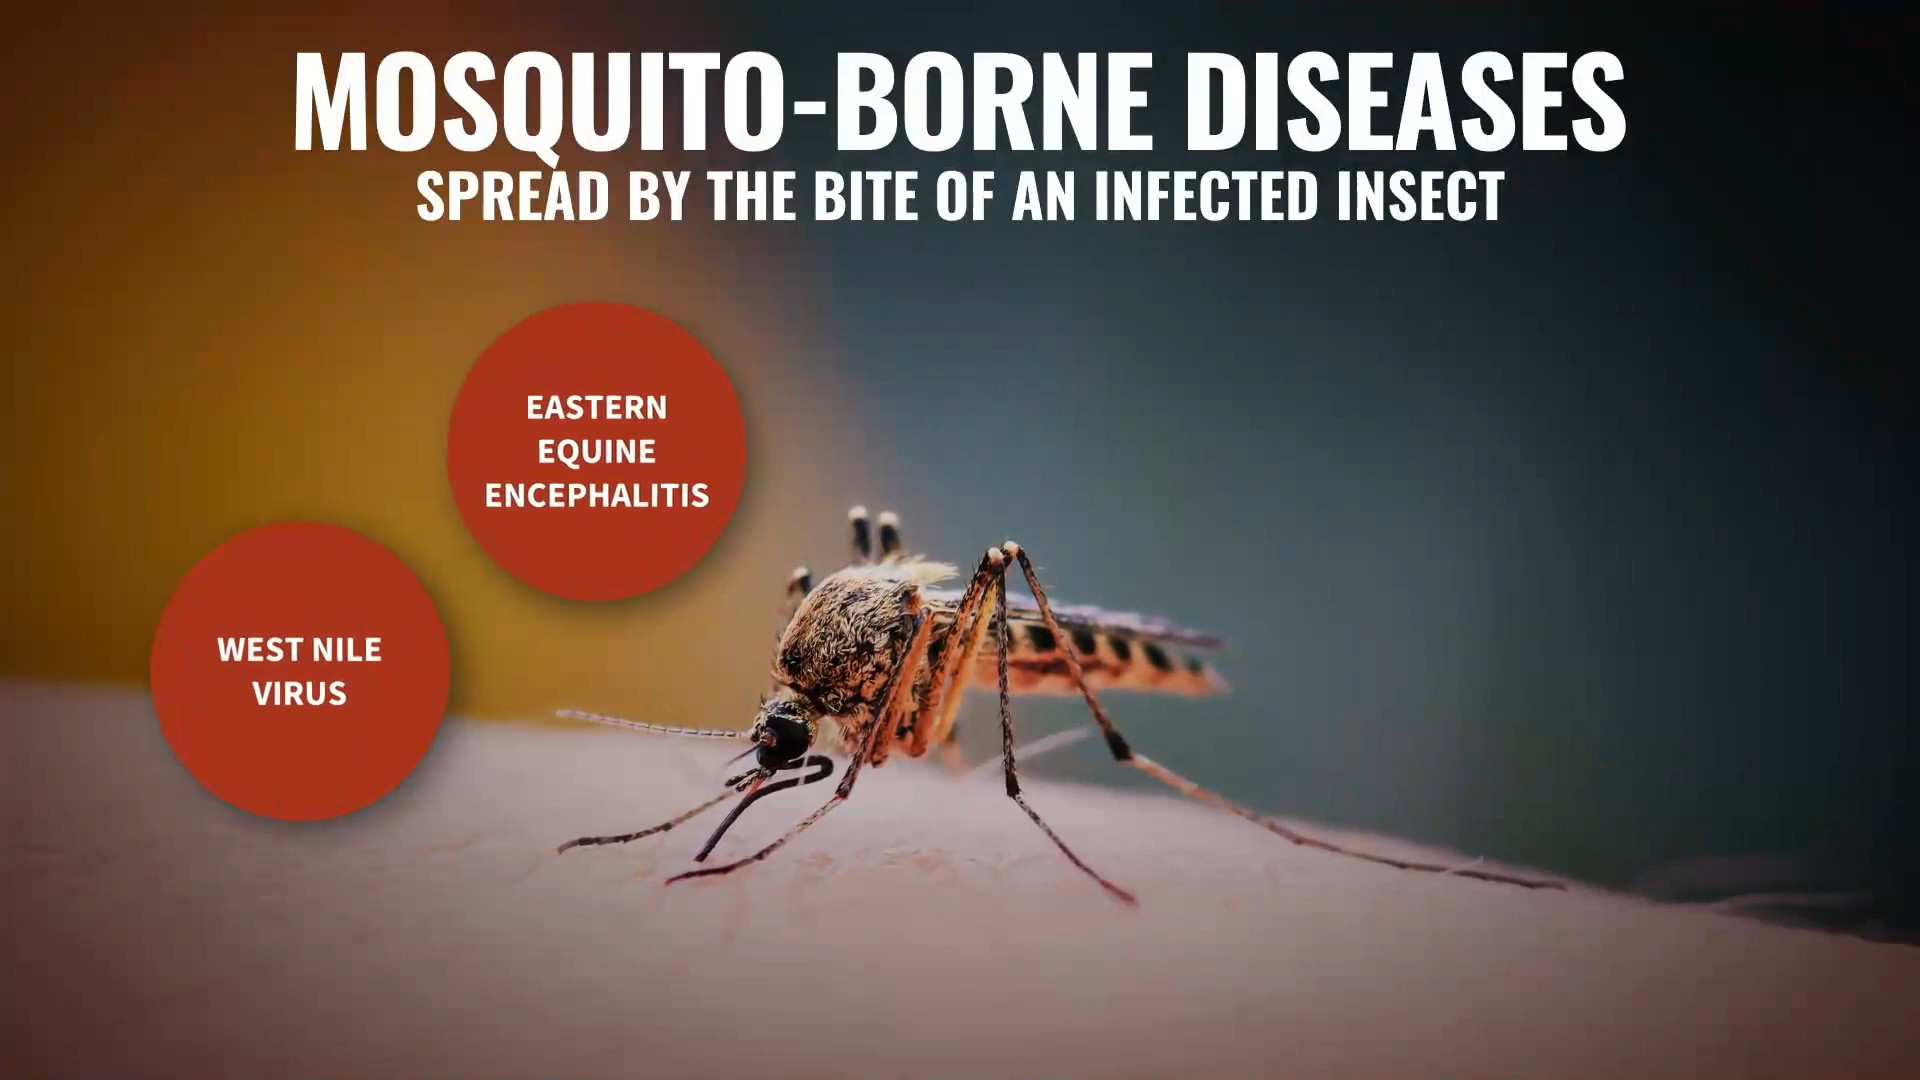 MOSQUITO-BORNE DISEASES
SPREAD BY THE BITE OF AN INFECTED INSECT
EASTERN
EQUINE
ENCEPHALITIS
WEST NILE
VIRUS